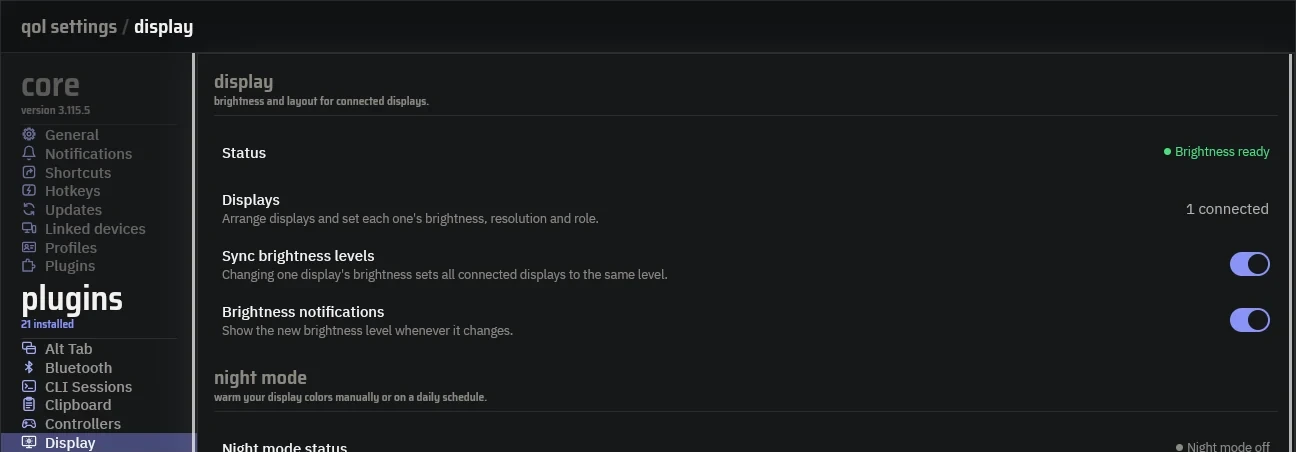 qol settings / display
core
version 3.115.5
General
Notifications
Shortcuts
Hotkeys
Updates
Linked devices
Profiles
Plugins
plugins
21 installed
Alt Tab
Bluetooth
CLI Sessions
Clipboard
Controllers
Display
display
brightness and layout for connected displays.
Status
Brightness ready
Displays
Arrange displays and set each one's brightness, resolution and role.
1 connected
Sync brightness levels
Changing one display's brightness sets all connected displays to the same level.
Brightness notifications
Show the new brightness level whenever it changes.
night mode
warm your display colors manually or on a daily schedule.
Night mode status
Night mode off